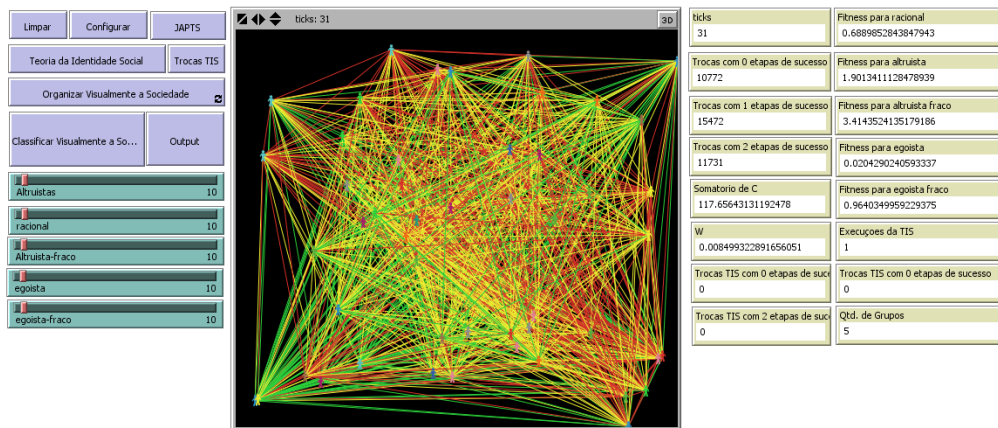 Limpar
Configurar
JAPTS
Teoria da Identidade Social
Trocas TIS
Organizar Visualmente a Sociedade
Classificar Visualmente a So...
Output
Altruistas 10
racional 10
Altruista-fraco 10
egoista 10
egoista-fraco 10
ticks: 31
3D
ticks
31
Fitness para racional
0.6889852843847943
Trocas com 0 etapas de sucesso
10772
Fitness para altruista
1.9013411128478939
Trocas com 1 etapas de sucesso
15472
Fitness para altruista fraco
3.4143524135179186
Trocas com 2 etapas de sucesso
11731
Fitness para egoista
0.0204290240593337
Somatorio de C
117.65643131192478
Fitness para egoista fraco
0.9640349959229375
W
0.008499322891656051
Execuçoes da TIS
1
Trocas TIS com 0 etapas de suce
0
Trocas TIS com 0 etapas de sucesso
0
Trocas TIS com 2 etapas de suce
0
Qtd. de Grupos
5